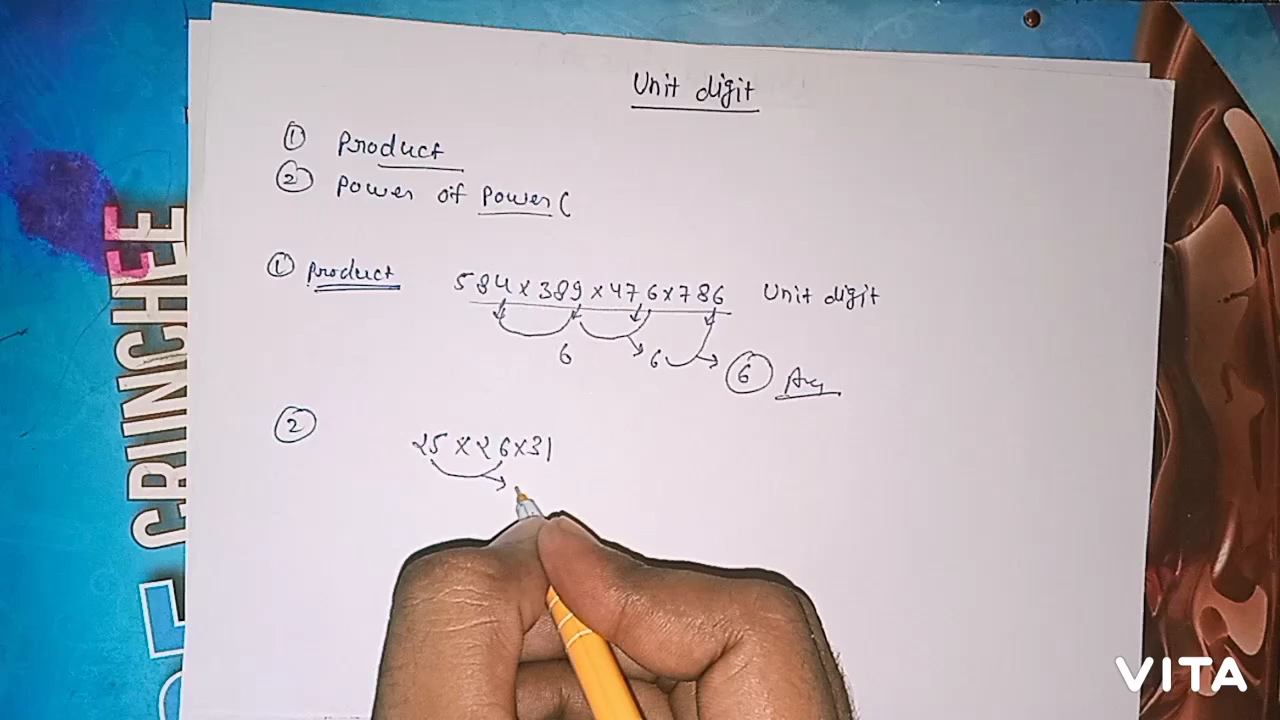 Unit digit
① Product
② Power of Power (
① Product 584 × 389 × 476 × 786 Unit digit
6 6 6 Ans
② 25 × 26 × 31
CRUNCHEE
VITA